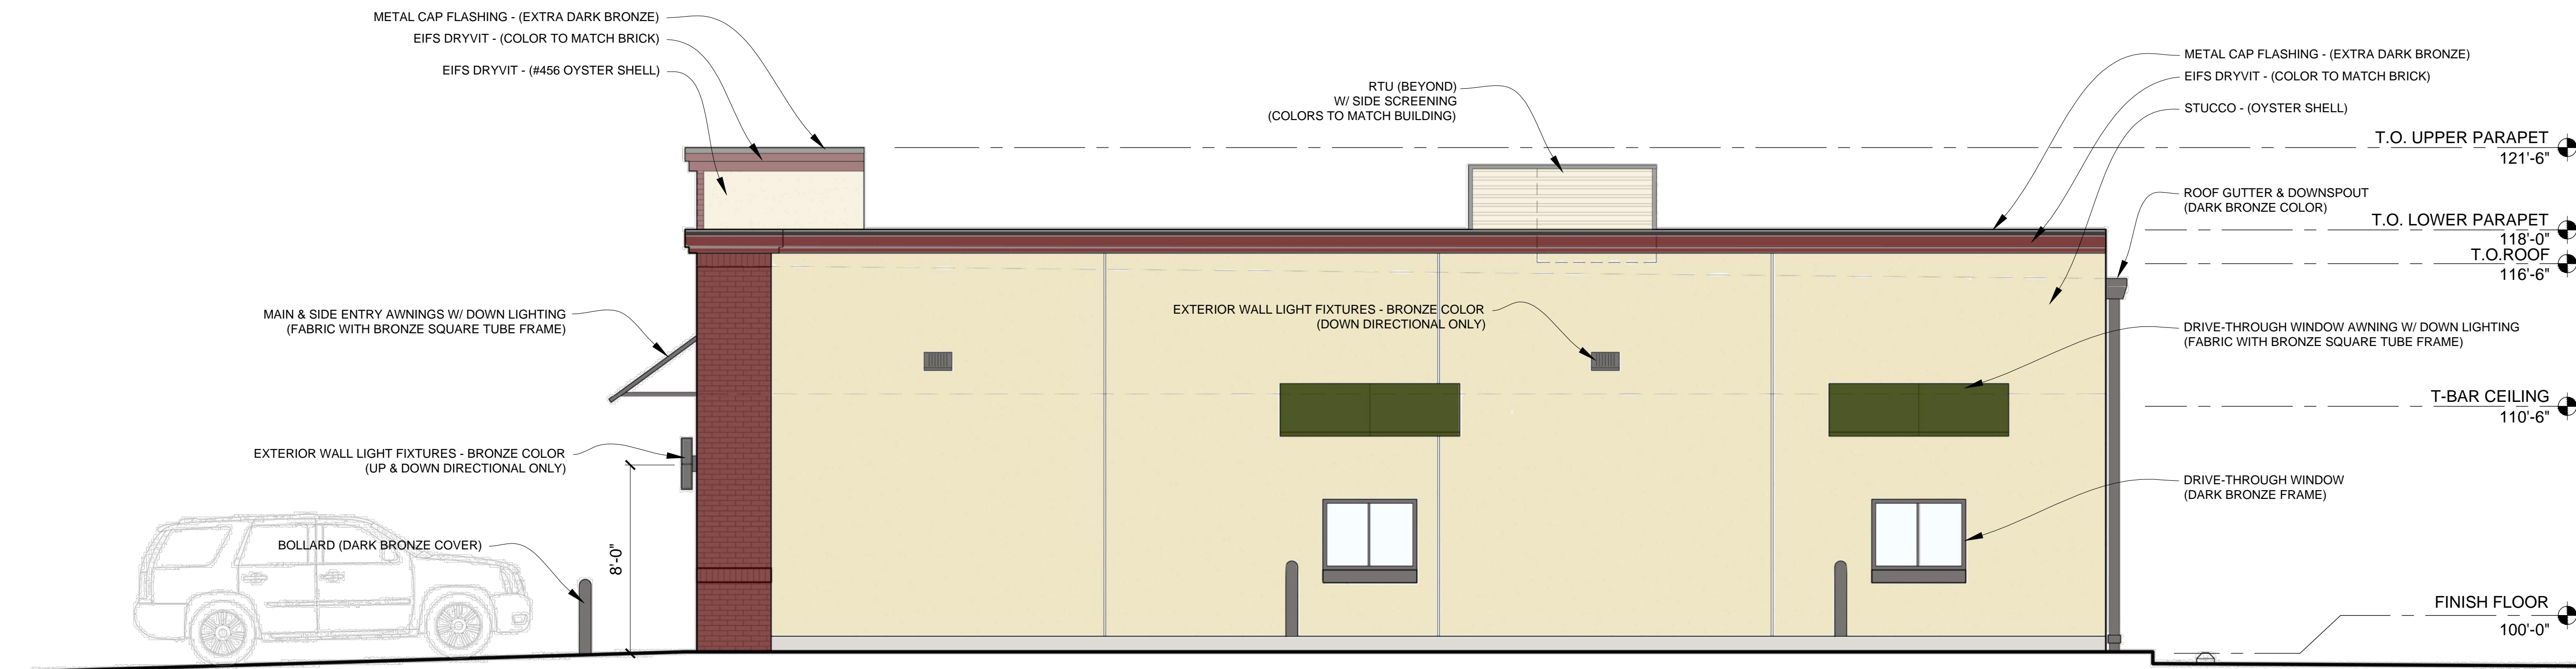 METAL CAP FLASHING - (EXTRA DARK BRONZE)
EIFS DRYVIT - (COLOR TO MATCH BRICK)
EIFS DRYVIT - (#456 OYSTER SHELL)
RTU (BEYOND)
W/ SIDE SCREENING
(COLORS TO MATCH BUILDING)
METAL CAP FLASHING - (EXTRA DARK BRONZE)
EIFS DRYVIT - (COLOR TO MATCH BRICK)
STUCCO - (OYSTER SHELL)
T.O. UPPER PARAPET
121'-6"
ROOF GUTTER & DOWNSPOUT
(DARK BRONZE COLOR)
T.O. LOWER PARAPET
118'-0"
T.O.ROOF
116'-6"
MAIN & SIDE ENTRY AWNINGS W/ DOWN LIGHTING
(FABRIC WITH BRONZE SQUARE TUBE FRAME)
EXTERIOR WALL LIGHT FIXTURES - BRONZE COLOR
(DOWN DIRECTIONAL ONLY)
DRIVE-THROUGH WINDOW AWNING W/ DOWN LIGHTING
(FABRIC WITH BRONZE SQUARE TUBE FRAME)
T-BAR CEILING
110'-6"
EXTERIOR WALL LIGHT FIXTURES - BRONZE COLOR
(UP & DOWN DIRECTIONAL ONLY)
DRIVE-THROUGH WINDOW
(DARK BRONZE FRAME)
BOLLARD (DARK BRONZE COVER)
8'-0"
FINISH FLOOR
100'-0"